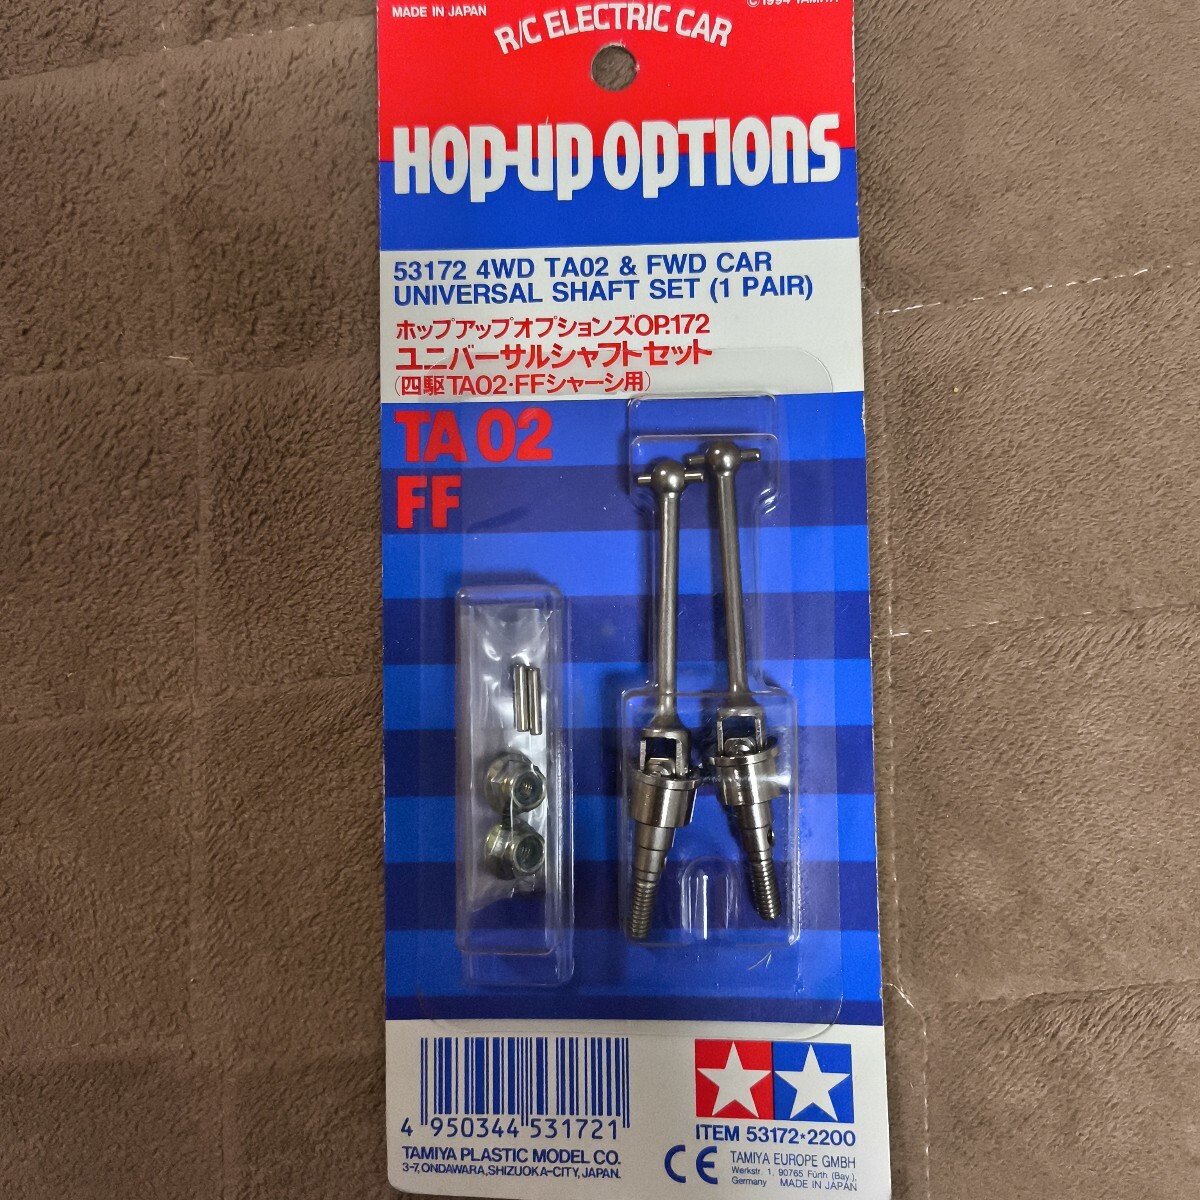 MADE IN JAPAN
©1994 TAMIYA
R/C ELECTRIC CAR
HOP-UP OPTIONS
53172 4WD TA02 & FWD CAR
UNIVERSAL SHAFT SET (1 PAIR)
ホップアップオプションズOP.172
ユニバーサルシャフトセット
(四駆TA02・FFシャーシ用)
TA02
FF
4 950344 531721
TAMIYA PLASTIC MODEL CO.
3-7, ONDAWARA, SHIZUOKA-CITY, JAPAN.
ITEM 53172★2200
CE
TAMIYA EUROPE GMBH
Werkstr. 1, 90765 Fürth (Bay.),
Germany MADE IN JAPAN